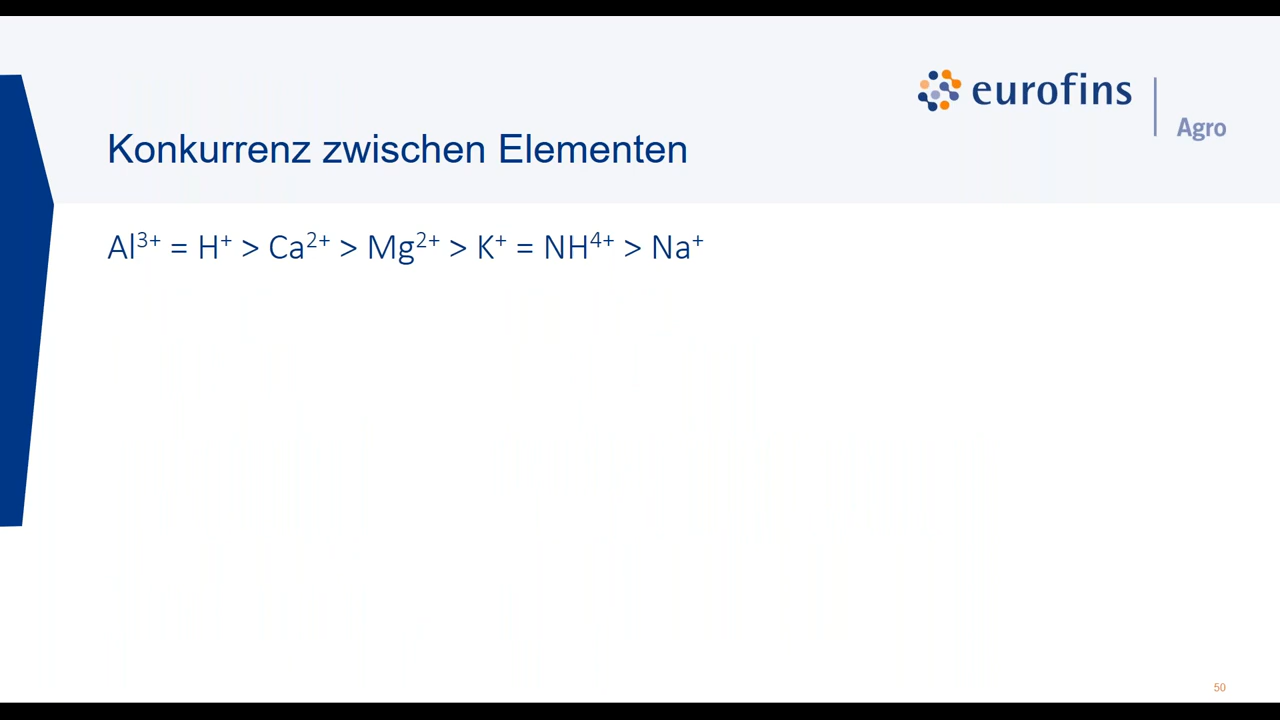 eurofins
Agro
Konkurrenz zwischen Elementen
Al³⁺ = H⁺ > Ca²⁺ > Mg²⁺ > K⁺ = NH⁴⁺ > Na⁺
50